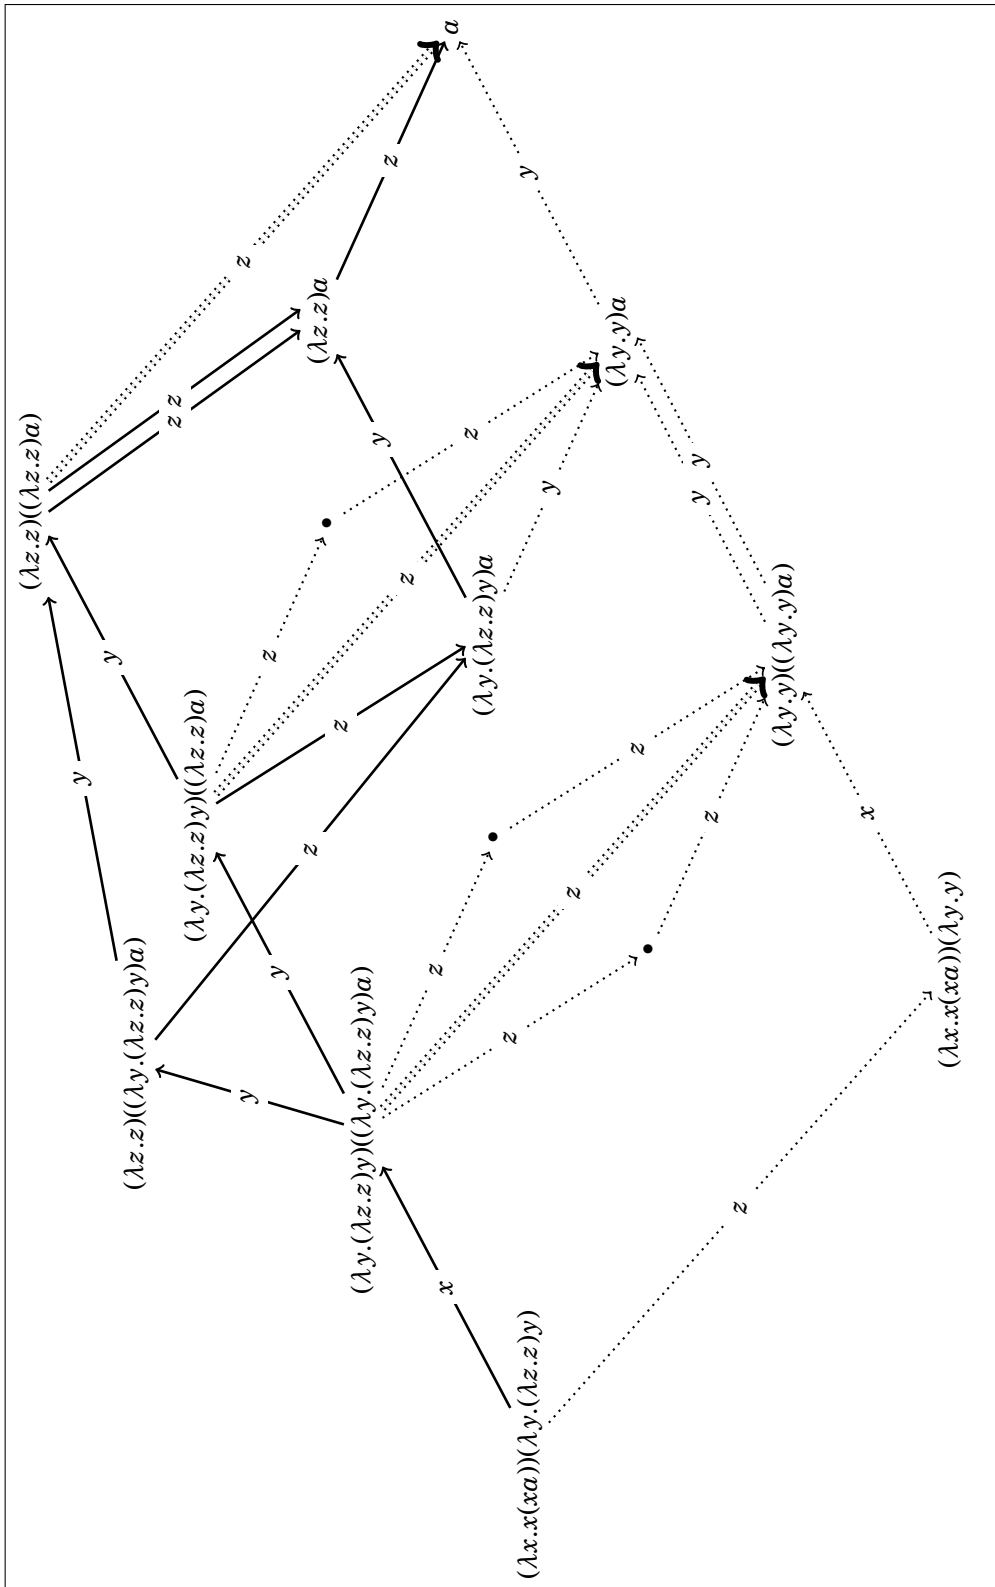 (λz.z)((λz.z)a)
y
y
(λz.z)((λy.(λz.z)y)a)
z z
(λy.(λz.z)y)((λz.z)a)
z
y
z
y
z
(λz.z)a
z
(λy.(λz.z)y)((λy.(λz.z)y)a)
y
z
z
z
x
a
z
(λy.(λz.z)y)a
z
(λx.x(xa))(λy.(λz.z)y)
y
y
z
(λy.y)a
z
y y
z
z
(λy.y)((λy.y)a)
x
(λx.x(xa))(λy.y)